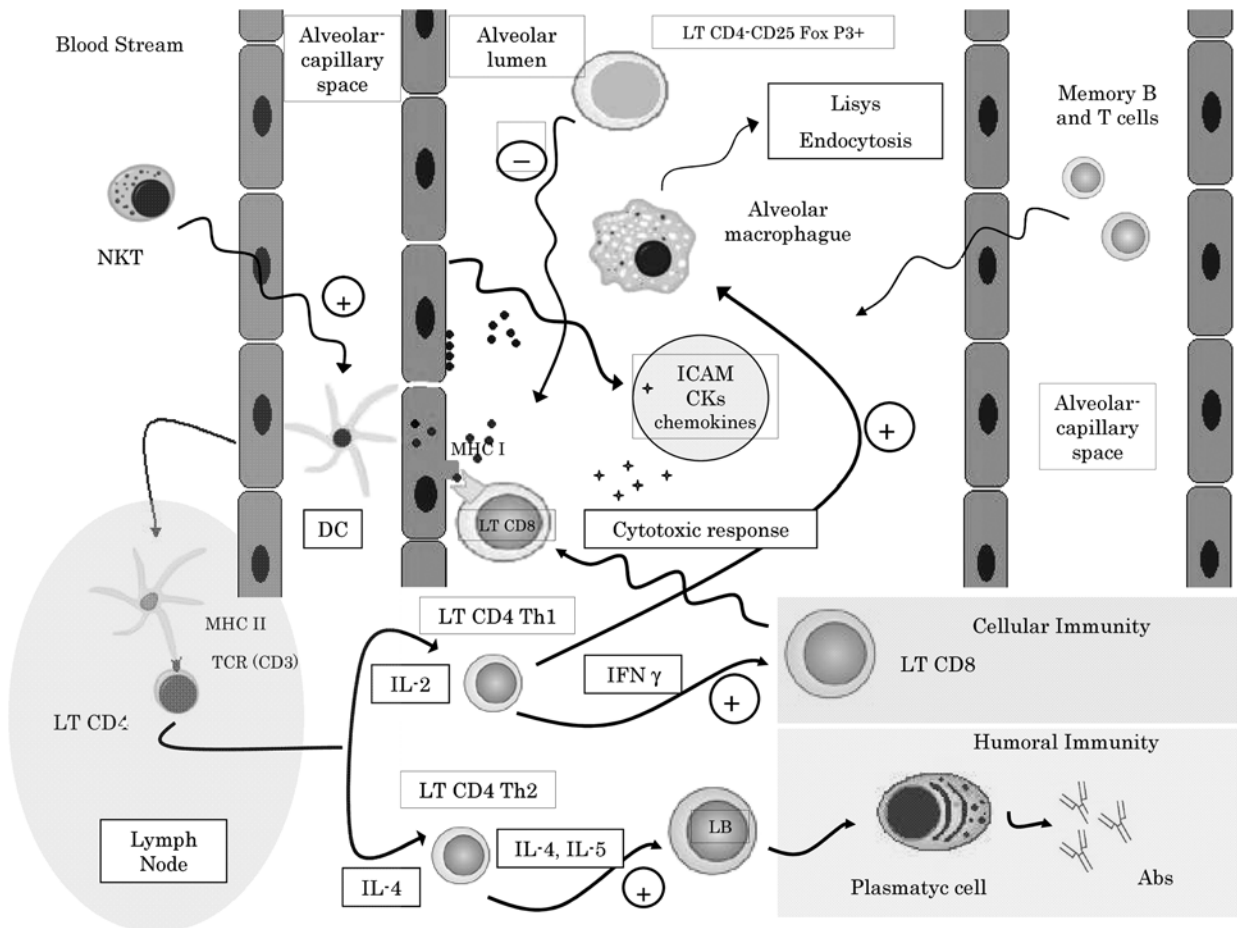 Blood Stream
Alveolar-
capillary
space
Alveolar
lumen
LT CD4-CD25 Fox P3+
Lisys
Endocytosis
Memory B
and T cells
−
NKT
+
Alveolar
macrophague
ICAM
CKs
chemokines
+
Alveolar-
capillary
space
MHC I
DC
LT CD8
Cytotoxic response
MHC II
TCR (CD3)
LT CD4
Lymph
Node
LT CD4 Th1
IL-2
IFN γ
+
Cellular Immunity
LT CD8
LT CD4 Th2
IL-4
IL-4, IL-5
+
LB
Humoral Immunity
Plasmatyc cell
Abs